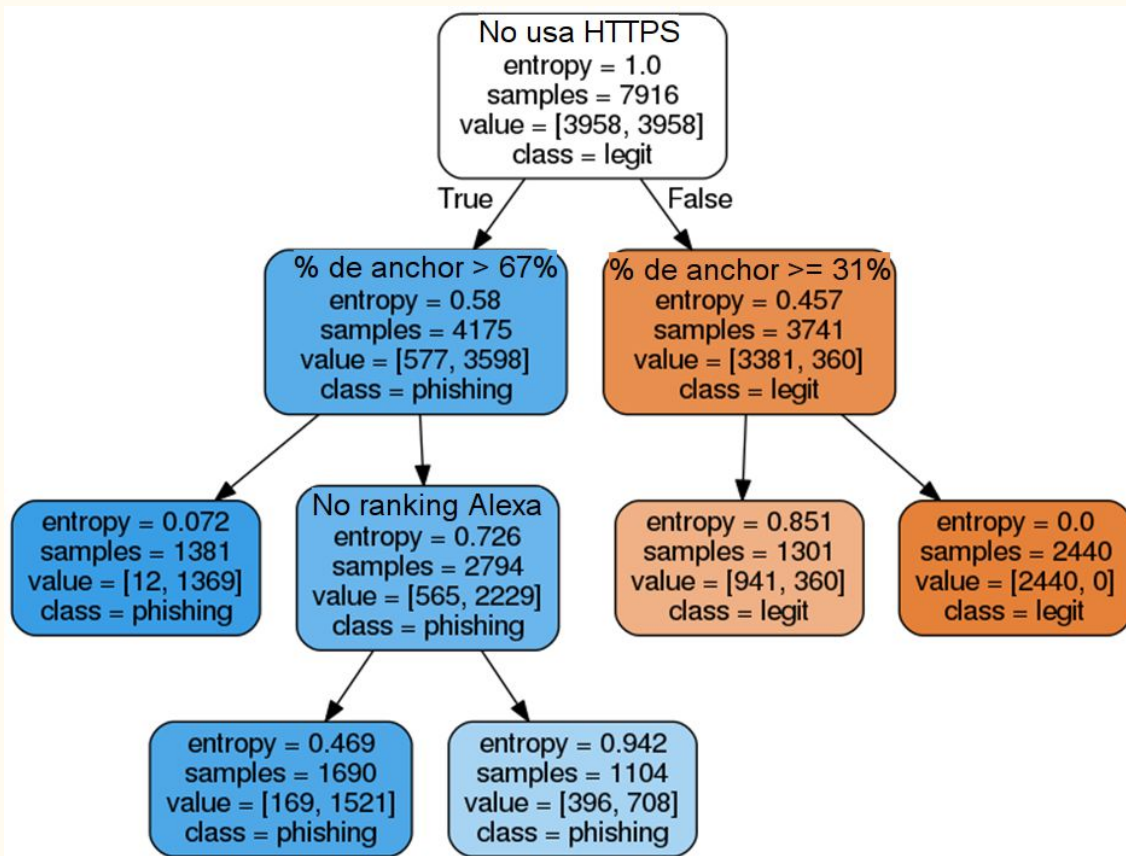 No usa HTTPS
entropy = 1.0
samples = 7916
value = [3958, 3958]
class = legit
True
False
% de anchor > 67%
entropy = 0.58
samples = 4175
value = [577, 3598]
class = phishing
% de anchor >= 31%
entropy = 0.457
samples = 3741
value = [3381, 360]
class = legit
entropy = 0.072
samples = 1381
value = [12, 1369]
class = phishing
No ranking Alexa
entropy = 0.726
samples = 2794
value = [565, 2229]
class = phishing
entropy = 0.851
samples = 1301
value = [941, 360]
class = legit
entropy = 0.0
samples = 2440
value = [2440, 0]
class = legit
entropy = 0.469
samples = 1690
value = [169, 1521]
class = phishing
entropy = 0.942
samples = 1104
value = [396, 708]
class = phishing